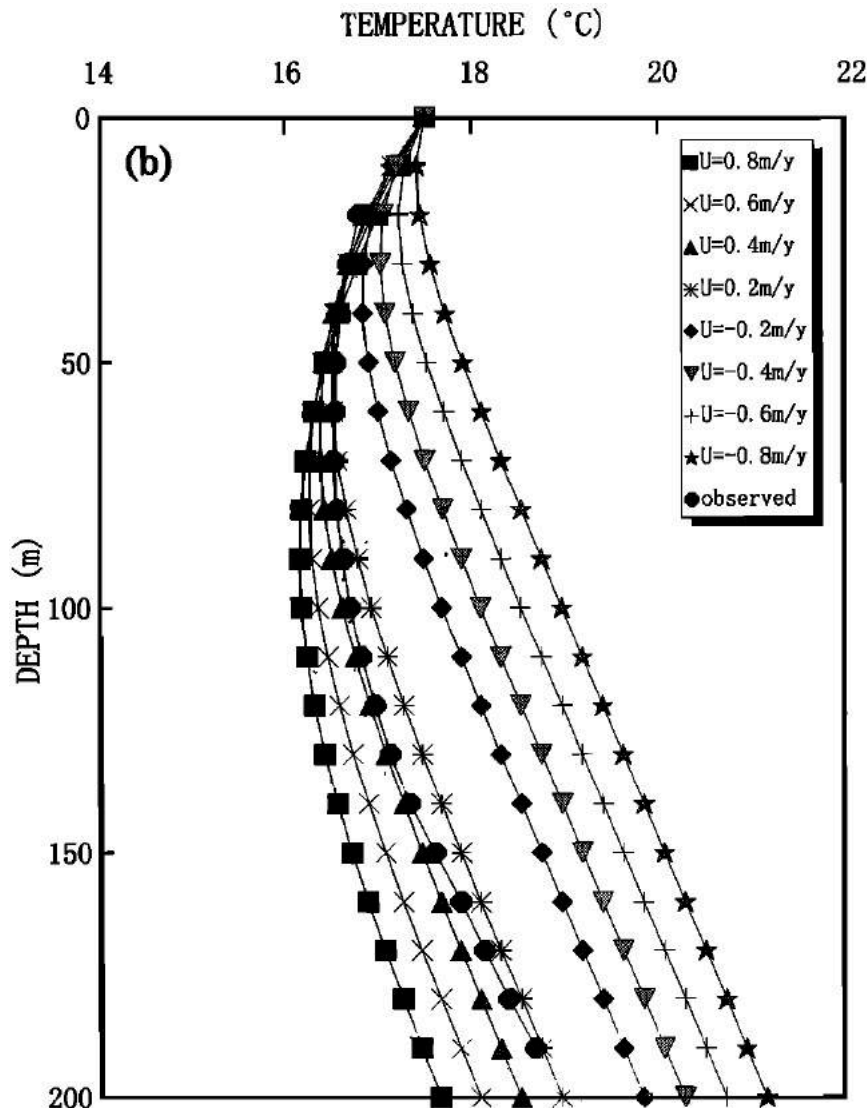 TEMPERATURE (°C)
14 16 18 20 22
0
(b)
U=0.8m/y
U=0.6m/y
U=0.4m/y
U=0.2m/y
U=-0.2m/y
U=-0.4m/y
U=-0.6m/y
U=-0.8m/y
observed
50
DEPTH (m)
100
150
200